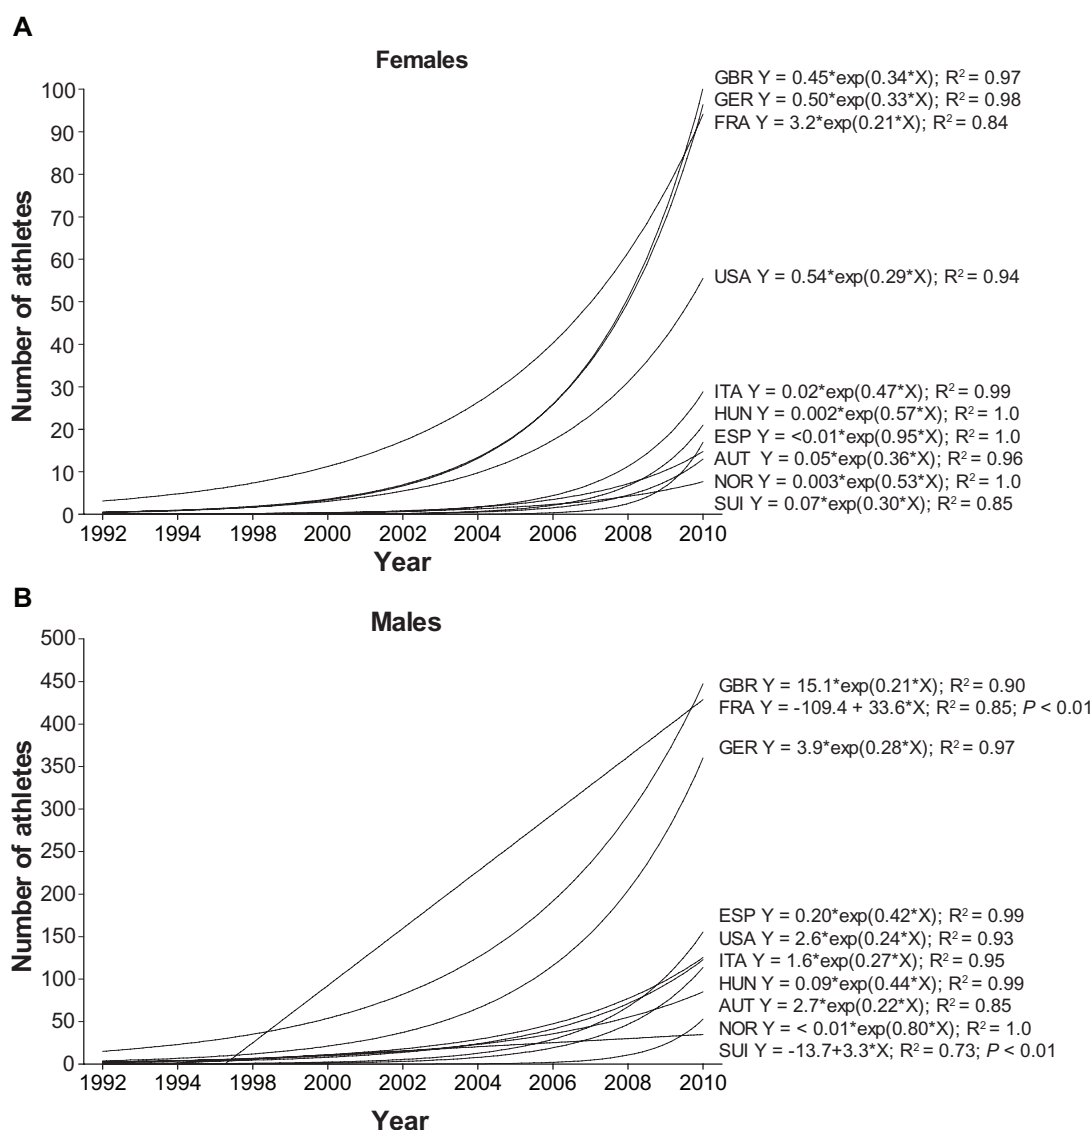 A
Females
Number of athletes
100
90
80
70
60
50
40
30
20
10
0
GBR Y = 0.45*exp(0.34*X); R² = 0.97
GER Y = 0.50*exp(0.33*X); R² = 0.98
FRA Y = 3.2*exp(0.21*X); R² = 0.84
USA Y = 0.54*exp(0.29*X); R² = 0.94
ITA Y = 0.02*exp(0.47*X); R² = 0.99
HUN Y = 0.002*exp(0.57*X); R² = 1.0
ESP Y = <0.01*exp(0.95*X); R² = 1.0
AUT Y = 0.05*exp(0.36*X); R² = 0.96
NOR Y = 0.003*exp(0.53*X); R² = 1.0
SUI Y = 0.07*exp(0.30*X); R² = 0.85
1992 1994 1996 1998 2000 2002 2004 2006 2008 2010
Year
B
Males
Number of athletes
500
450
400
350
300
250
200
150
100
50
0
GBR Y = 15.1*exp(0.21*X); R² = 0.90
FRA Y = -109.4 + 33.6*X; R² = 0.85; P < 0.01
GER Y = 3.9*exp(0.28*X); R² = 0.97
ESP Y = 0.20*exp(0.42*X); R² = 0.99
USA Y = 2.6*exp(0.24*X); R² = 0.93
ITA Y = 1.6*exp(0.27*X); R² = 0.95
HUN Y = 0.09*exp(0.44*X); R² = 0.99
AUT Y = 2.7*exp(0.22*X); R² = 0.85
NOR Y = < 0.01*exp(0.80*X); R² = 1.0
SUI Y = -13.7+3.3*X; R² = 0.73; P < 0.01
1992 1994 1996 1998 2000 2002 2004 2006 2008 2010
Year